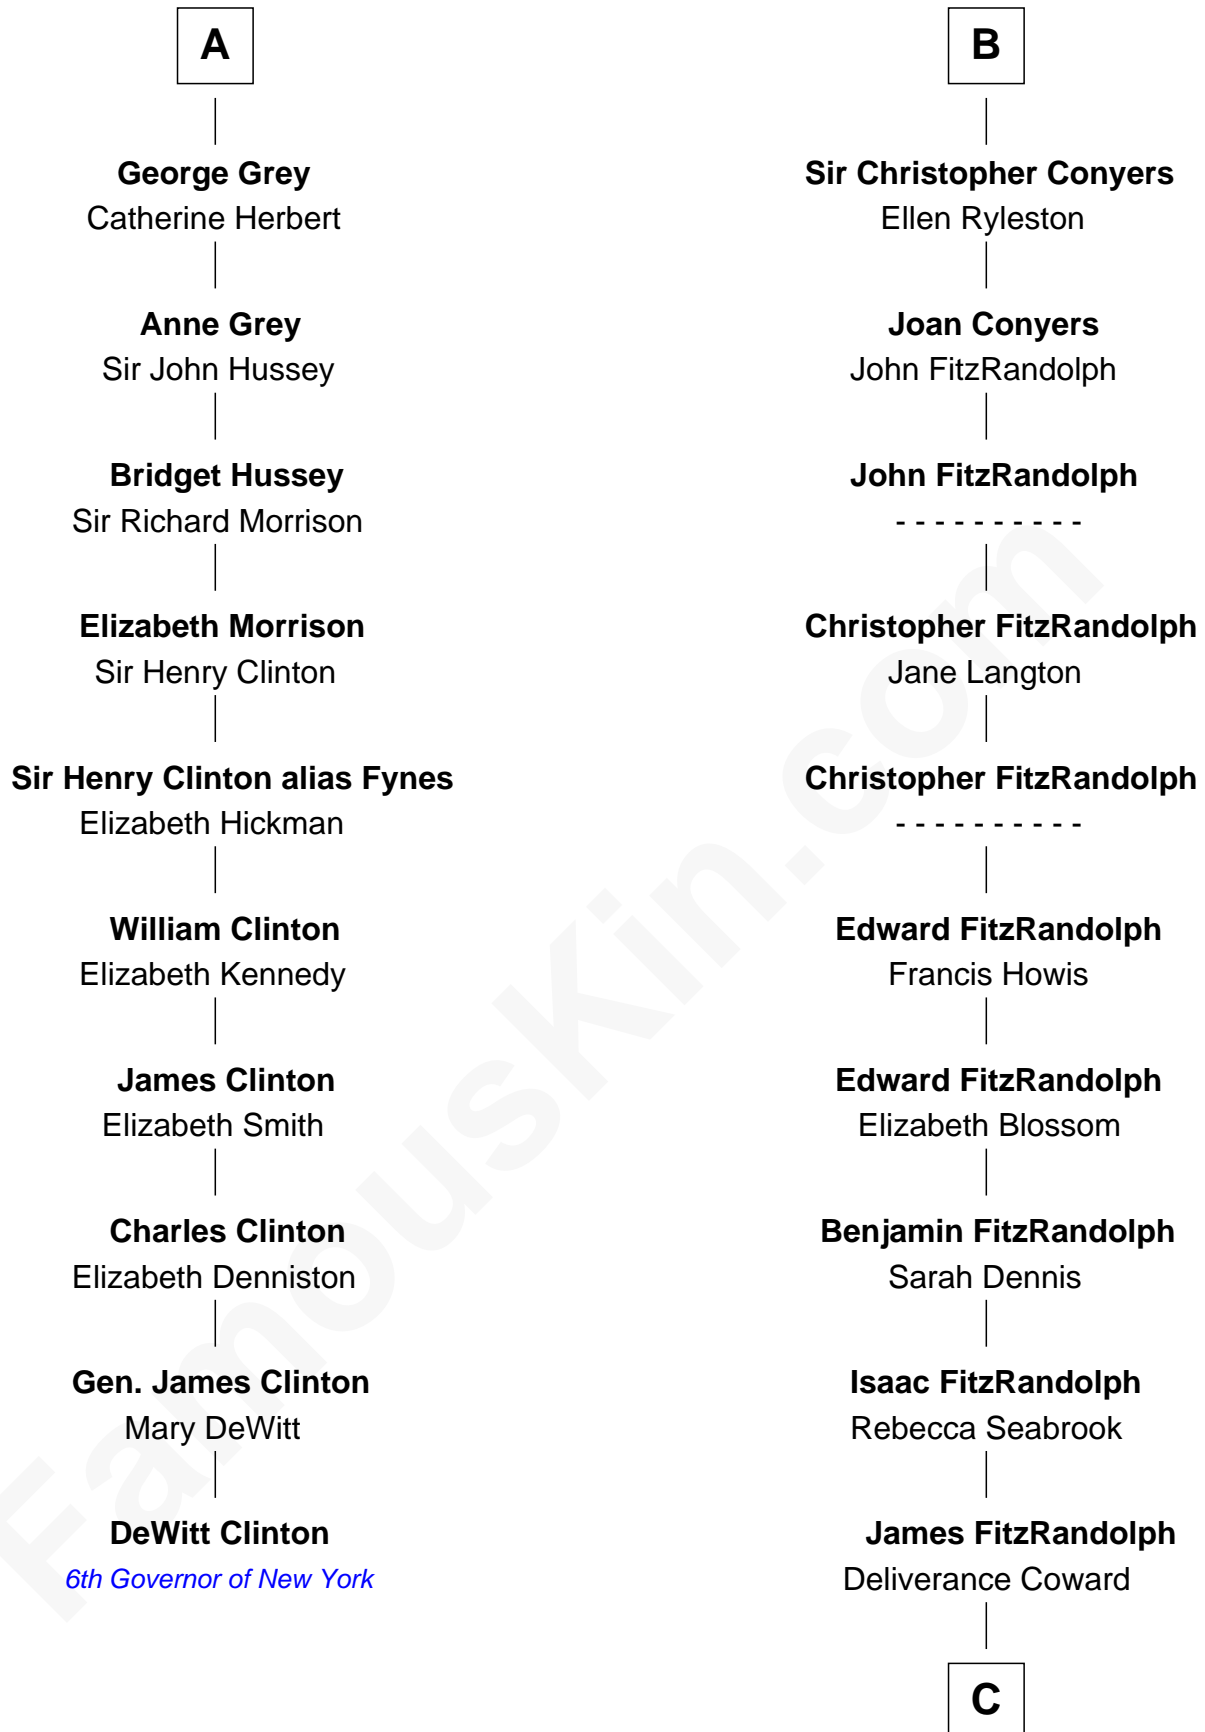 A
George Grey
Catherine Herbert
Anne Grey
Sir John Hussey
Bridget Hussey
Sir Richard Morrison
Elizabeth Morrison
Sir Henry Clinton
Sir Henry Clinton alias Fynes
Elizabeth Hickman
William Clinton
Elizabeth Kennedy
James Clinton
Elizabeth Smith
Charles Clinton
Elizabeth Denniston
Gen. James Clinton
Mary DeWitt
DeWitt Clinton
6th Governor of New York
B
Sir Christopher Conyers
Ellen Ryleston
Joan Conyers
John FitzRandolph
John FitzRandolph
- - - - - - - - - -
Christopher FitzRandolph
Jane Langton
Christopher FitzRandolph
- - - - - - - - - -
Edward FitzRandolph
Francis Howis
Edward FitzRandolph
Elizabeth Blossom
Benjamin FitzRandolph
Sarah Dennis
Isaac FitzRandolph
Rebecca Seabrook
James FitzRandolph
Deliverance Coward
C
FamousKin.com